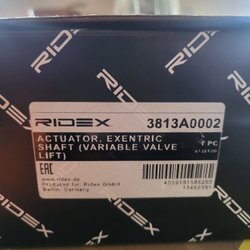 RIDEX
RIDEX 3813A0002
ACTUATOR, EXENTRIC
SHAFT (VARIABLE VALVE
LIFT)
1 PC
EAC
www.ridex.de
Produced for: Ridex GmbH
Berlin, Germany
RIDEX